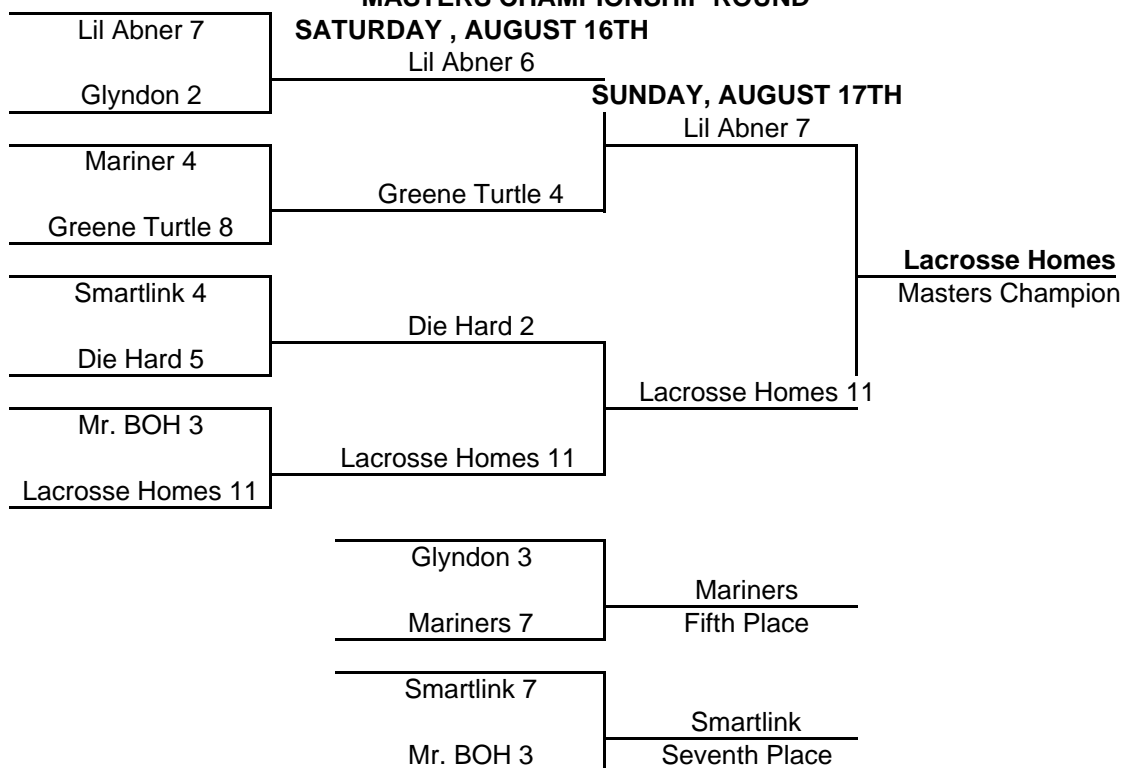 MASTERS CHAMPIONSHIP ROUND
Lil Abner 7
SATURDAY , AUGUST 16TH
Lil Abner 6
Glyndon 2
SUNDAY, AUGUST 17TH
Lil Abner 7
Mariner 4
Greene Turtle 4
Greene Turtle 8
Lacrosse Homes
Smartlink 4
Masters Champion
Die Hard 2
Die Hard 5
Lacrosse Homes 11
Mr. BOH 3
Lacrosse Homes 11
Lacrosse Homes 11
Glyndon 3
Mariners
Mariners 7
Fifth Place
Smartlink 7
Smartlink
Mr. BOH 3
Seventh Place